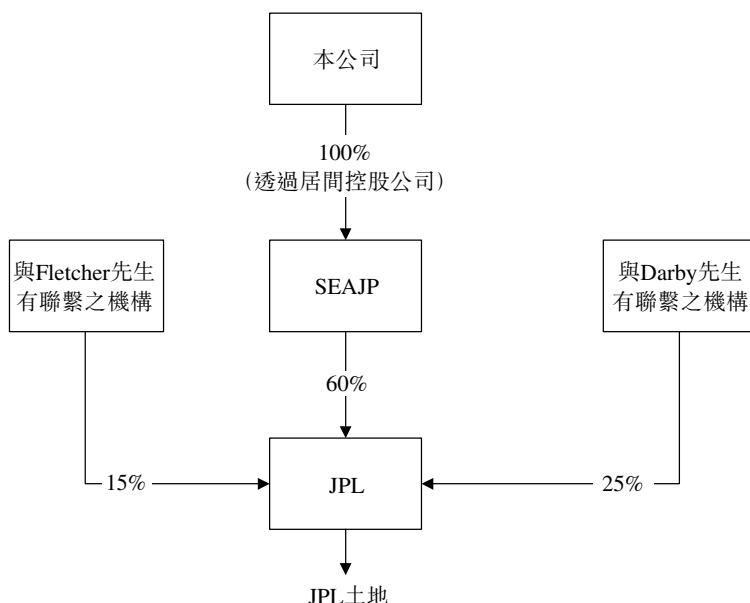 本公司
100%
（透過居間控股公司）
與Fletcher先生
有聯繫之機構
SEAJP
與Darby先生
有聯繫之機構
60%
15%
JPL
25%
JPL土地